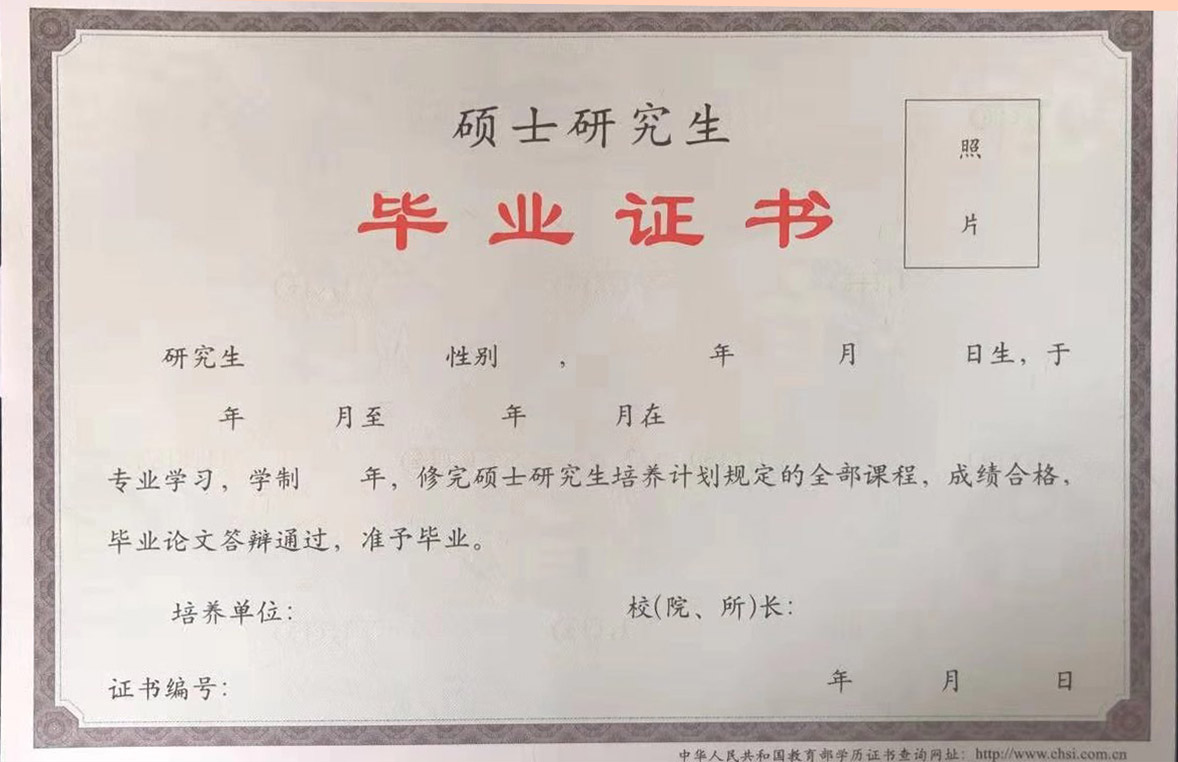 硕士研究生
毕业证书
照
片
研究生 性别 , 年 月 日生，于
年 月至 年 月在
专业学习，学制 年，修完硕士研究生培养计划规定的全部课程，成绩合格，
毕业论文答辩通过，准予毕业。
培养单位： 校(院、所)长：
证书编号： 年 月 日
中华人民共和国教育部学历证书查询网址：http://www.chsi.com.cn